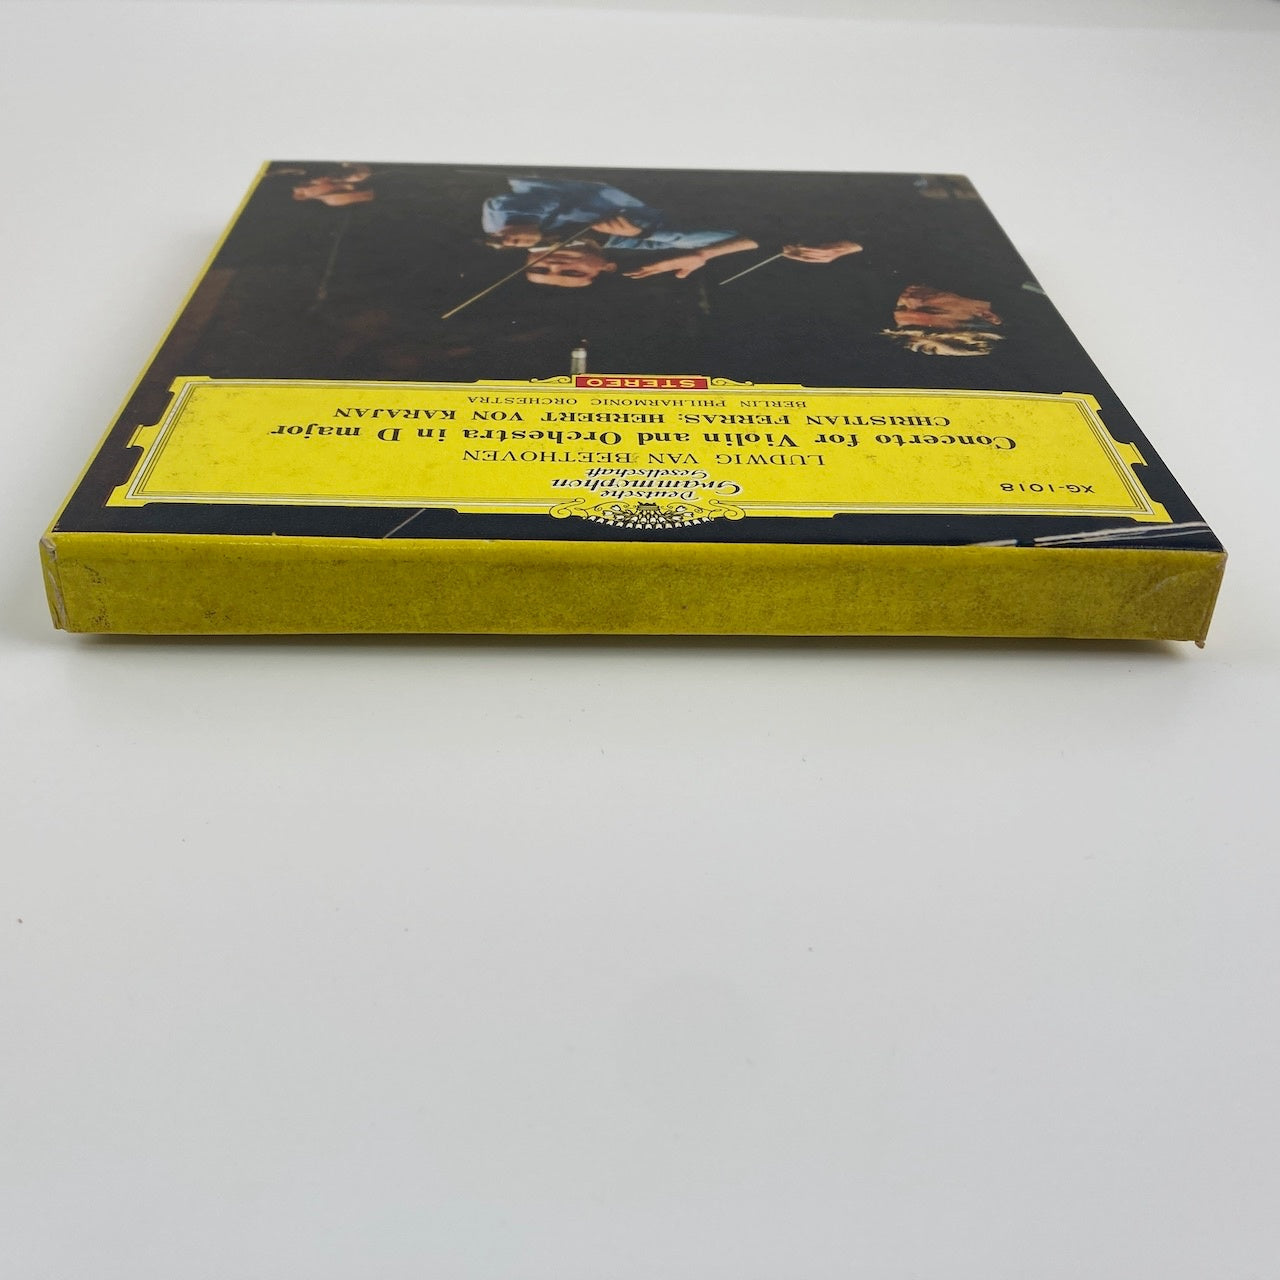 XG-1018
Deutsche
Grammophon
Gesellschaft
LUDWIG VAN BEETHOVEN
Concerto for Violin and Orchestra in D major
CHRISTIAN FERRAS; HERBERT VON KARAJAN
BERLIN PHILHARMONIC ORCHESTRA
STEREO